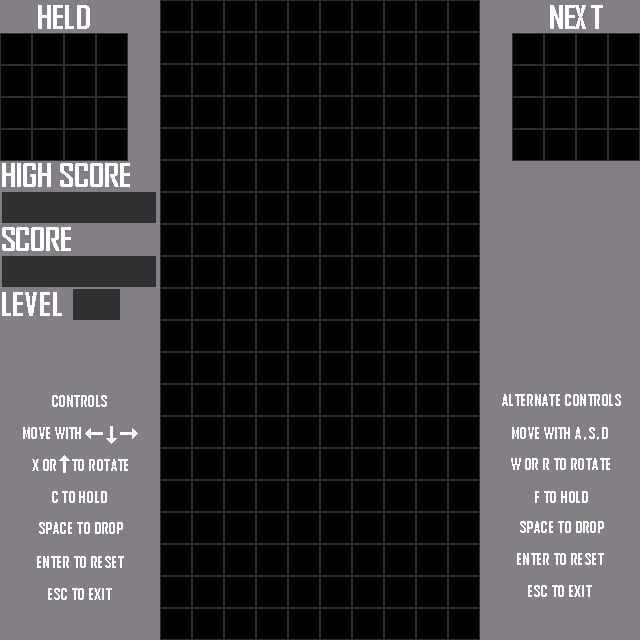 HELD
NEXT
HIGH SCORE
SCORE
LEVEL
CONTROLS
MOVE WITH ←↓→
X OR ↑ TO ROTATE
C TO HOLD
SPACE TO DROP
ENTER TO RESET
ESC TO EXIT
ALTERNATE CONTROLS
MOVE WITH A,S,D
W OR R TO ROTATE
F TO HOLD
SPACE TO DROP
ENTER TO RESET
ESC TO EXIT